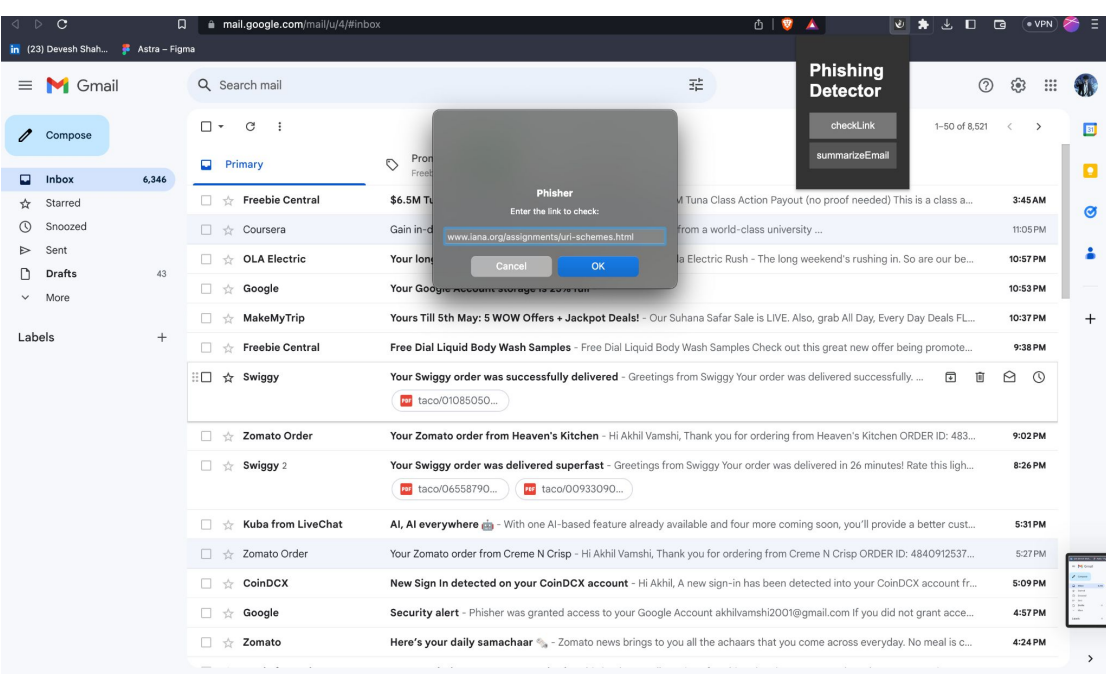 mail.google.com/mail/u/4/#inbox
VPN
in (23) Devesh Shah... Astra – Figma
Gmail
Search mail
Phishing
Detector
checkLink
summarizeEmail
Compose
1–50 of 8,521
31
Primary
Pron
Freeb
Inbox 6,346
Starred
Snoozed
Sent
Drafts 43
More
Labels
Phisher
Enter the link to check:
www.iana.org/assignments/uri-schemes.html
Cancel OK
Freebie Central $6.5M Tu Tuna Class Action Payout (no proof needed) This is a class a... 3:45 AM
Coursera Gain in-d from a world-class university ... 11:05 PM
OLA Electric Your long la Electric Rush - The long weekend's rushing in. So are our be... 10:57 PM
Google Your Google Account storage is 25% full 10:53 PM
MakeMyTrip Yours Till 5th May: 5 WOW Offers + Jackpot Deals! - Our Suhana Safar Sale is LIVE. Also, grab All Day, Every Day Deals FL... 10:37 PM
Freebie Central Free Dial Liquid Body Wash Samples - Free Dial Liquid Body Wash Samples Check out this great new offer being promote... 9:38 PM
Swiggy Your Swiggy order was successfully delivered - Greetings from Swiggy Your order was delivered successfully. ...
PDF taco/01085050...
Zomato Order Your Zomato order from Heaven's Kitchen - Hi Akhil Vamshi, Thank you for ordering from Heaven's Kitchen ORDER ID: 483... 9:02 PM
Swiggy 2 Your Swiggy order was delivered superfast - Greetings from Swiggy Your order was delivered in 26 minutes! Rate this ligh... 8:26 PM
PDF taco/06558790... PDF taco/00933090...
Kuba from LiveChat AI, AI everywhere 🤖 - With one AI-based feature already available and four more coming soon, you'll provide a better cust... 5:31 PM
Zomato Order Your Zomato order from Creme N Crisp - Hi Akhil Vamshi, Thank you for ordering from Creme N Crisp ORDER ID: 4840912537... 5:27 PM
CoinDCX New Sign In detected on your CoinDCX account - Hi Akhil, A new sign-in has been detected into your CoinDCX account fr... 5:09 PM
Google Security alert - Phisher was granted access to your Google Account akhilvamshi2001@gmail.com If you did not grant acce... 4:57 PM
Zomato Here's your daily samachaar 🗞️ - Zomato news brings to you all the achaars that you come across everyday. No meal is c... 4:24 PM